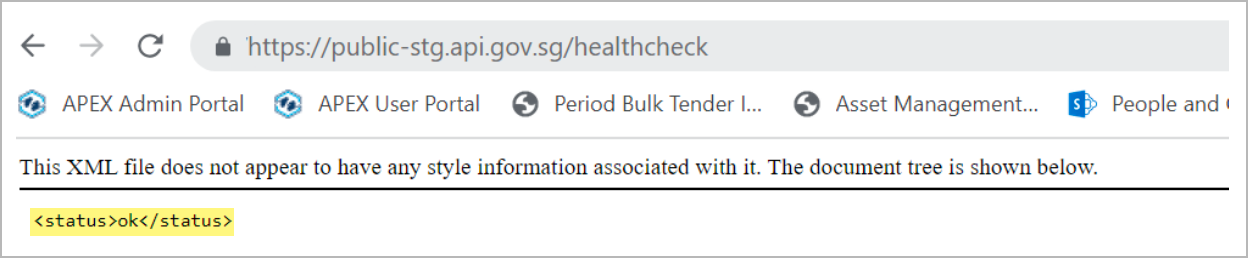 https://public-stg.api.gov.sg/healthcheck
APEX Admin Portal APEX User Portal Period Bulk Tender I... Asset Management... People and
This XML file does not appear to have any style information associated with it. The document tree is shown below.
<status>ok</status>